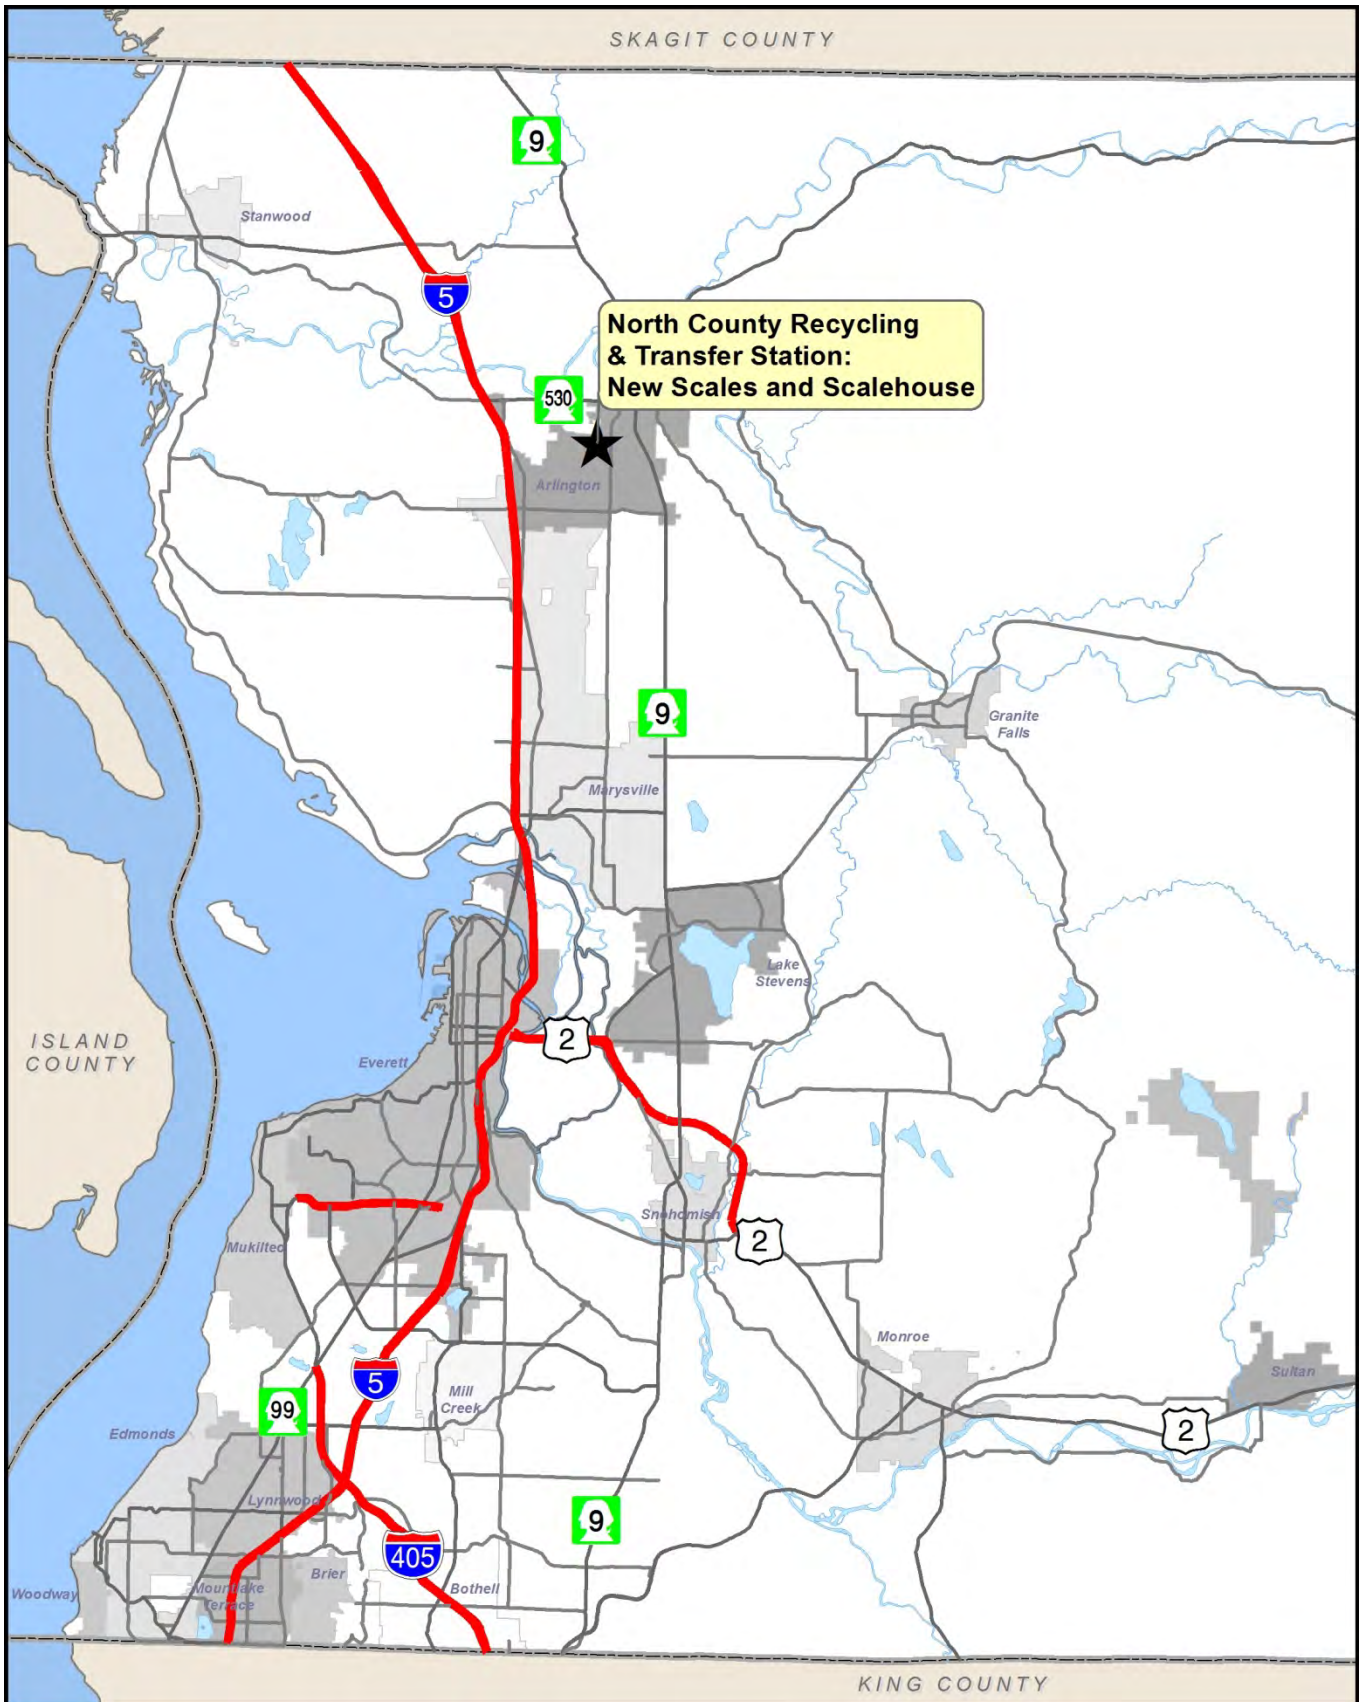 SKAGIT COUNTY
9
Stanwood
5
North County Recycling
& Transfer Station:
New Scales and Scalehouse
530
Arlington
9
Granite
Falls
Marysville
Lake
Stevens
2
ISLAND
COUNTY
Everett
Snohomish
2
Mukilteo
Monroe
5
Sultan
Mill
Creek
99
2
Edmonds
Lynnwood
9
405
Brier
Bothell
Woodway
Mountlake
Terrace
KING COUNTY